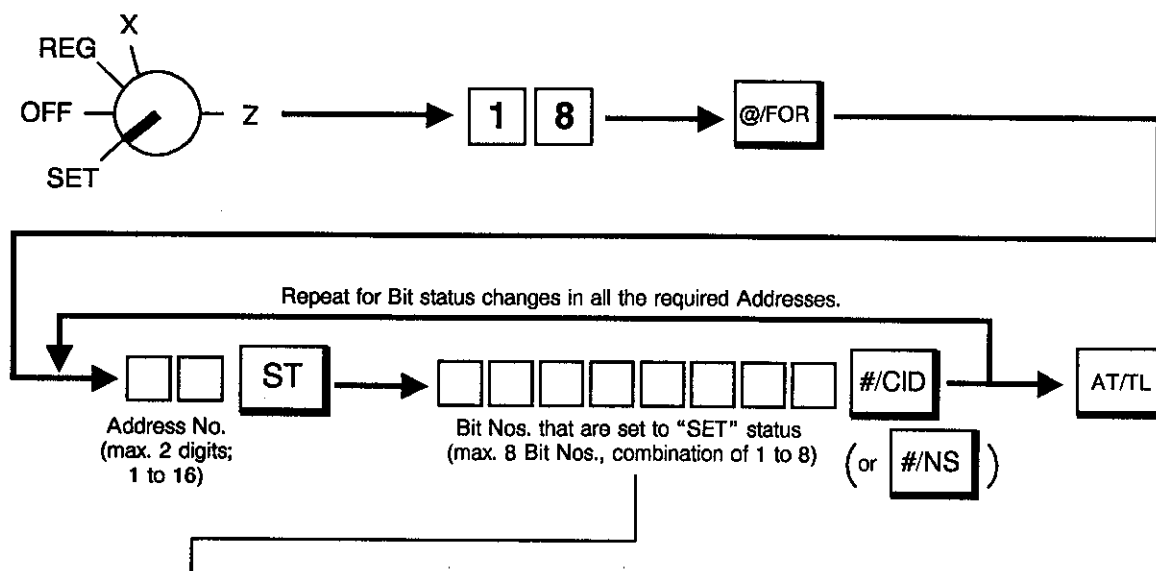 X
REG
OFF
Z
SET
1 8
@/FOR
Repeat for Bit status changes in all the required Addresses.
ST
#/CID
AT/TL
Address No.
(max. 2 digits;
1 to 16)
Bit Nos. that are set to “SET” status
(max. 8 Bit Nos., combination of 1 to 8)
(or #/NS)